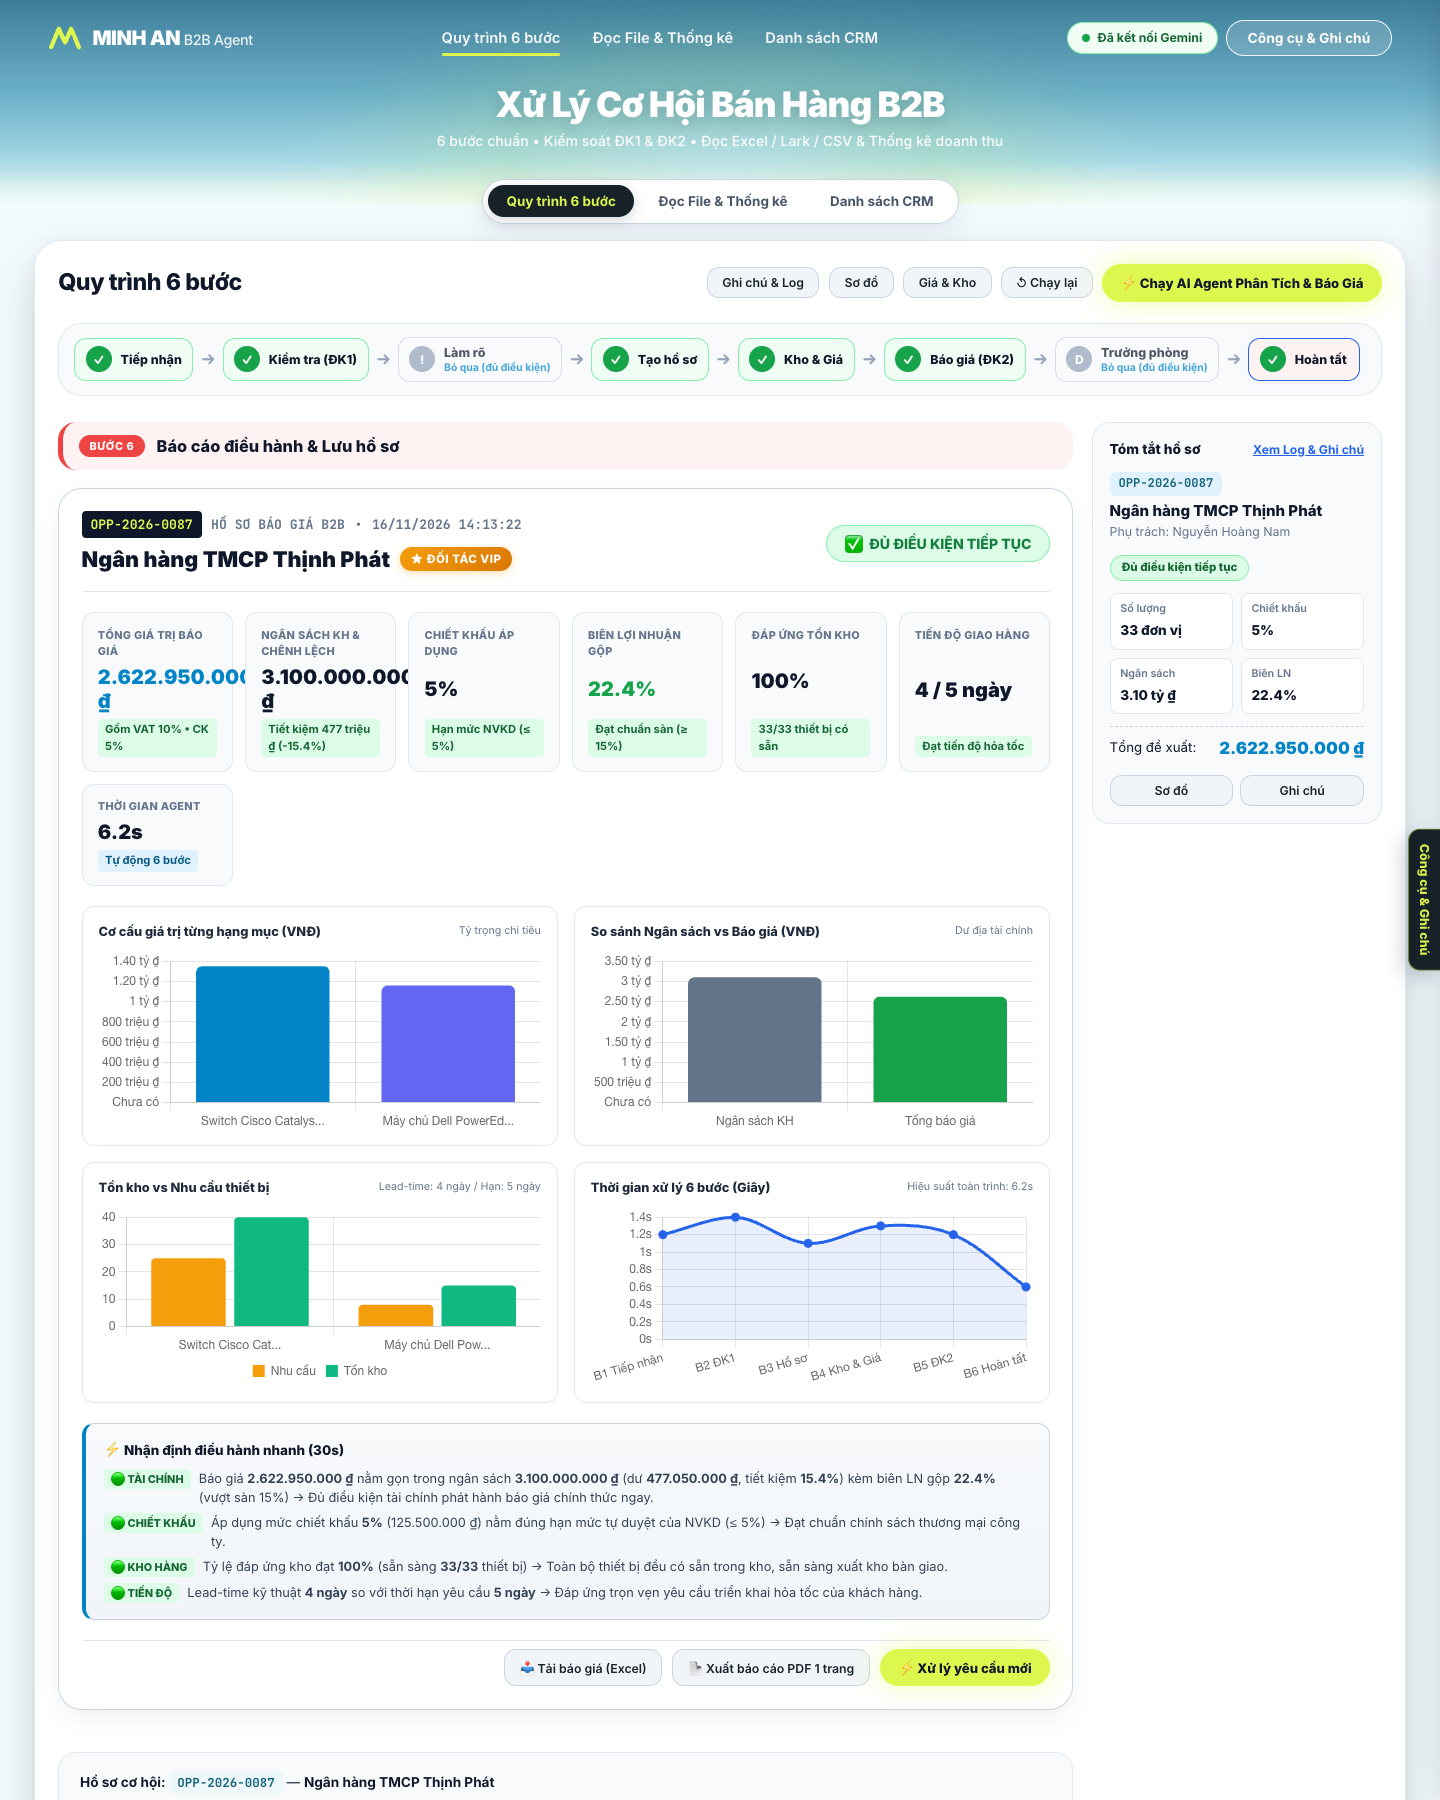 MINH AN B2B Agent
Quy trình 6 bước
Đọc File & Thống kê
Danh sách CRM
Đã kết nối Gemini
Công cụ & Ghi chú
Xử Lý Cơ Hội Bán Hàng B2B
6 bước chuẩn • Kiểm soát ĐK1 & ĐK2 • Đọc Excel / Lark / CSV & Thống kê doanh thu
Quy trình 6 bước
Đọc File & Thống kê
Danh sách CRM
Quy trình 6 bước
Ghi chú & Log
Sơ đồ
Giá & Kho
↺ Chạy lại
⚡ Chạy AI Agent Phân Tích & Báo Giá
✓ Tiếp nhận →
✓ Kiểm tra (ĐK1) →
! Làm rõ
Bỏ qua (đủ điều kiện) →
✓ Tạo hồ sơ →
✓ Kho & Giá →
✓ Báo giá (ĐK2) →
D Trưởng phòng
Bỏ qua (đủ điều kiện) →
✓ Hoàn tất
BƯỚC 6 Báo cáo điều hành & Lưu hồ sơ
OPP-2026-0087 HỒ SƠ BÁO GIÁ B2B • 16/11/2026 14:13:22
Ngân hàng TMCP Thịnh Phát ★ ĐỐI TÁC VIP
✅ ĐỦ ĐIỀU KIỆN TIẾP TỤC
TỔNG GIÁ TRỊ BÁO
GIÁ
2.622.950.000
₫
Gồm VAT 10% • CK
5%
NGÂN SÁCH KH &
CHÊNH LỆCH
3.100.000.000
₫
Tiết kiệm 477 triệu
₫ (-15.4%)
CHIẾT KHẤU ÁP
DỤNG
5%
Hạn mức NVKD (≤
5%)
BIÊN LỢI NHUẬN
GỘP
22.4%
Đạt chuẩn sàn (≥
15%)
ĐÁP ỨNG TỒN KHO
100%
33/33 thiết bị có
sẵn
TIẾN ĐỘ GIAO HÀNG
4 / 5 ngày
Đạt tiến độ hỏa tốc
THỜI GIAN AGENT
6.2s
Tự động 6 bước
Cơ cấu giá trị từng hạng mục (VNĐ)
Tỷ trọng chi tiêu
1.40 tỷ ₫
1.20 tỷ ₫
1 tỷ ₫
800 triệu ₫
600 triệu ₫
400 triệu ₫
200 triệu ₫
Chưa có
Switch Cisco Catalys...
Máy chủ Dell PowerEd...
So sánh Ngân sách vs Báo giá (VNĐ)
Dư địa tài chính
3.50 tỷ ₫
3 tỷ ₫
2.50 tỷ ₫
2 tỷ ₫
1.50 tỷ ₫
1 tỷ ₫
500 triệu ₫
Chưa có
Ngân sách KH
Tổng báo giá
Tồn kho vs Nhu cầu thiết bị
Lead-time: 4 ngày / Hạn: 5 ngày
40
30
20
10
0
Switch Cisco Cat...
Máy chủ Dell Pow...
Nhu cầu
Tồn kho
Thời gian xử lý 6 bước (Giây)
Hiệu suất toàn trình: 6.2s
1.4s
1.2s
1s
0.8s
0.6s
0.4s
0.2s
0s
B1 Tiếp nhận
B2 ĐK1
B3 Hồ sơ
B4 Kho & Giá
B5 ĐK2
B6 Hoàn tất
⚡ Nhận định điều hành nhanh (30s)
TÀI CHÍNH Báo giá 2.622.950.000 ₫ nằm gọn trong ngân sách 3.100.000.000 ₫ (dư 477.050.000 ₫, tiết kiệm 15.4%) kèm biên LN gộp 22.4%
(vượt sàn 15%) → Đủ điều kiện tài chính phát hành báo giá chính thức ngay.
CHIẾT KHẤU Áp dụng mức chiết khấu 5% (125.500.000 ₫) nằm đúng hạn mức tự duyệt của NVKD (≤ 5%) → Đạt chuẩn chính sách thương mại công
ty.
KHO HÀNG Tỷ lệ đáp ứng kho đạt 100% (sẵn sàng 33/33 thiết bị) → Toàn bộ thiết bị đều có sẵn trong kho, sẵn sàng xuất kho bàn giao.
TIẾN ĐỘ Lead-time kỹ thuật 4 ngày so với thời hạn yêu cầu 5 ngày → Đáp ứng trọn vẹn yêu cầu triển khai hỏa tốc của khách hàng.
Tải báo giá (Excel)
Xuất báo cáo PDF 1 trang
⚡ Xử lý yêu cầu mới
Hồ sơ cơ hội: OPP-2026-0087 — Ngân hàng TMCP Thịnh Phát
Tóm tắt hồ sơ
Xem Log & Ghi chú
OPP-2026-0087
Ngân hàng TMCP Thịnh Phát
Phụ trách: Nguyễn Hoàng Nam
Đủ điều kiện tiếp tục
Số lượng
33 đơn vị
Chiết khấu
5%
Ngân sách
3.10 tỷ ₫
Biên LN
22.4%
Tổng đề xuất: 2.622.950.000 ₫
Sơ đồ
Ghi chú
Công cụ & Ghi chú